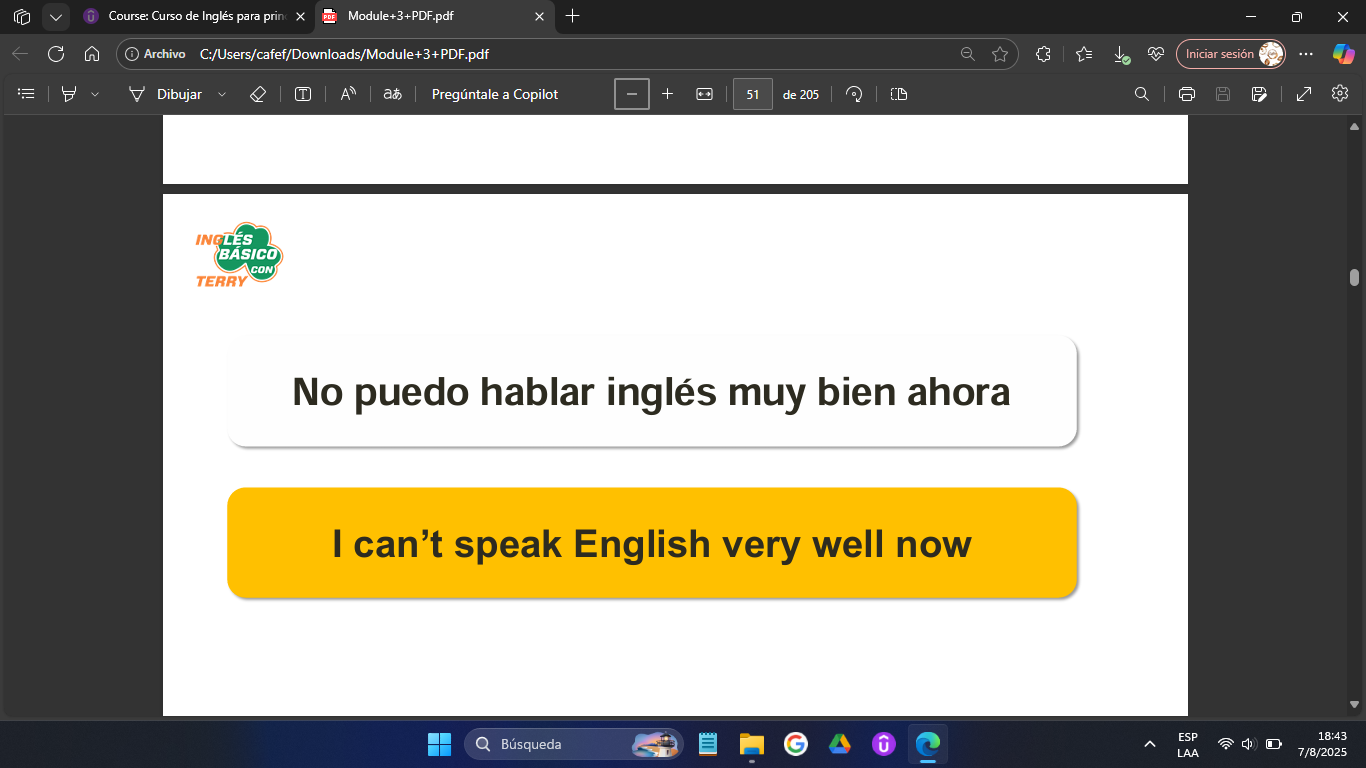 Course: Curso de Inglés para prin
Module+3+PDF.pdf
Archivo
C:/Users/cafef/Downloads/Module+3+PDF.pdf
Iniciar sesión
Dibujar
Pregúntale a Copilot
51
de 205
INGLÉS
BÁSICO
CON
TERRY
No puedo hablar inglés muy bien ahora
I can’t speak English very well now
Búsqueda
ESP
LAA
18:43
7/8/2025